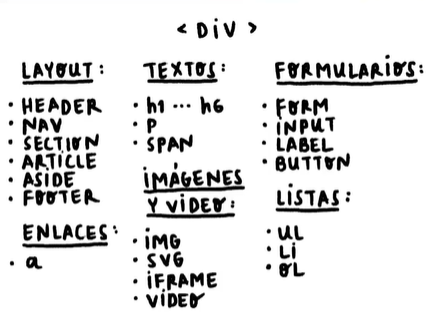 <DIV>
LAYOUT:
• HEADER
• NAV
• SECTION
• ARTICLE
• ASIDE
• FOOTER
ENLACES:
• a
TEXTOS:
• h1 ... h6
• P
• SPAN
IMÁGENES
Y VIDEO:
• IMG
• SVG
• IFRAME
• VIDEO
FORMULARIOS:
• FORM
• INPUT
• LABEL
• BUTTON
LISTAS:
• UL
• LI
• OL